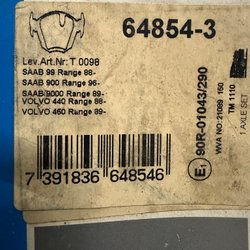 64854-3
Lev.Art.Nr: T 0098
SAAB 99 Range 88-
SAAB 900 Range 96-
SAAB 9000 Range 89-
VOLVO 440 Range 88-
VOLVO 460 Range 89-
7 391836 648546
E1
90R-01043/290
WVA NO: 21089 150
TM 1110
1 AXLE SET